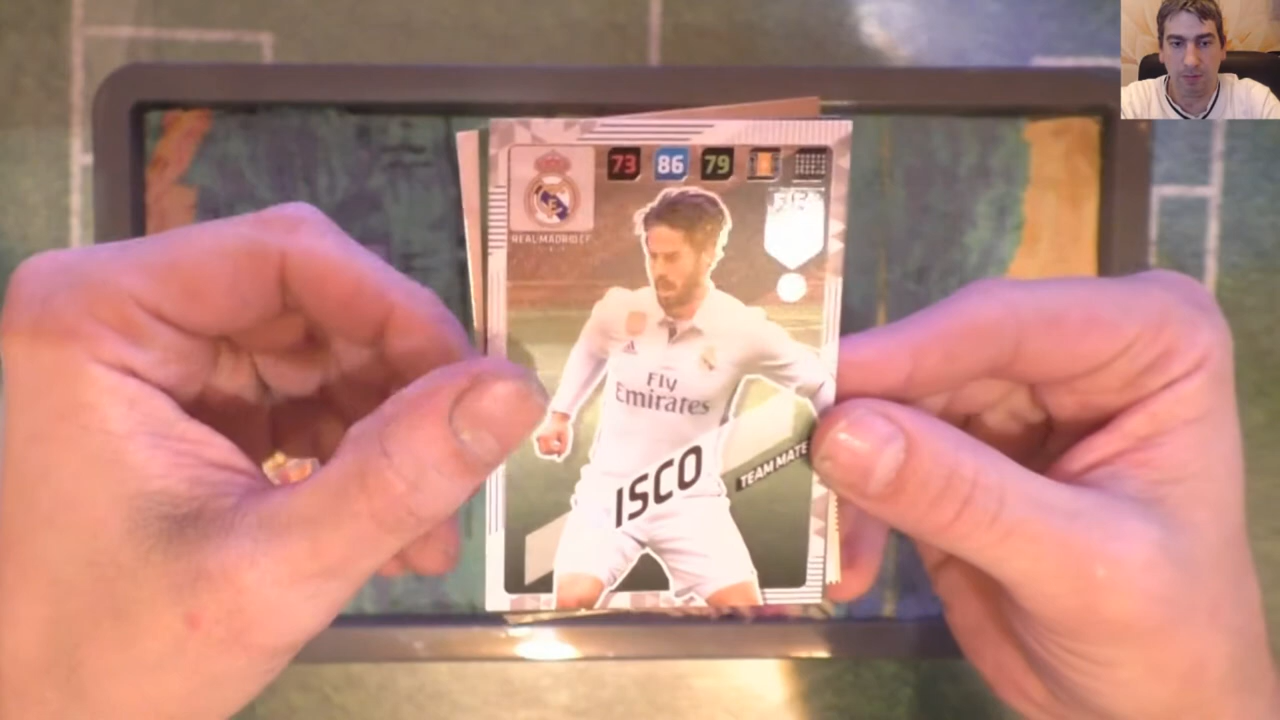 73 86 79
REAL MADRID CF
Fly
Emirates
ISCO
TEAM MATE